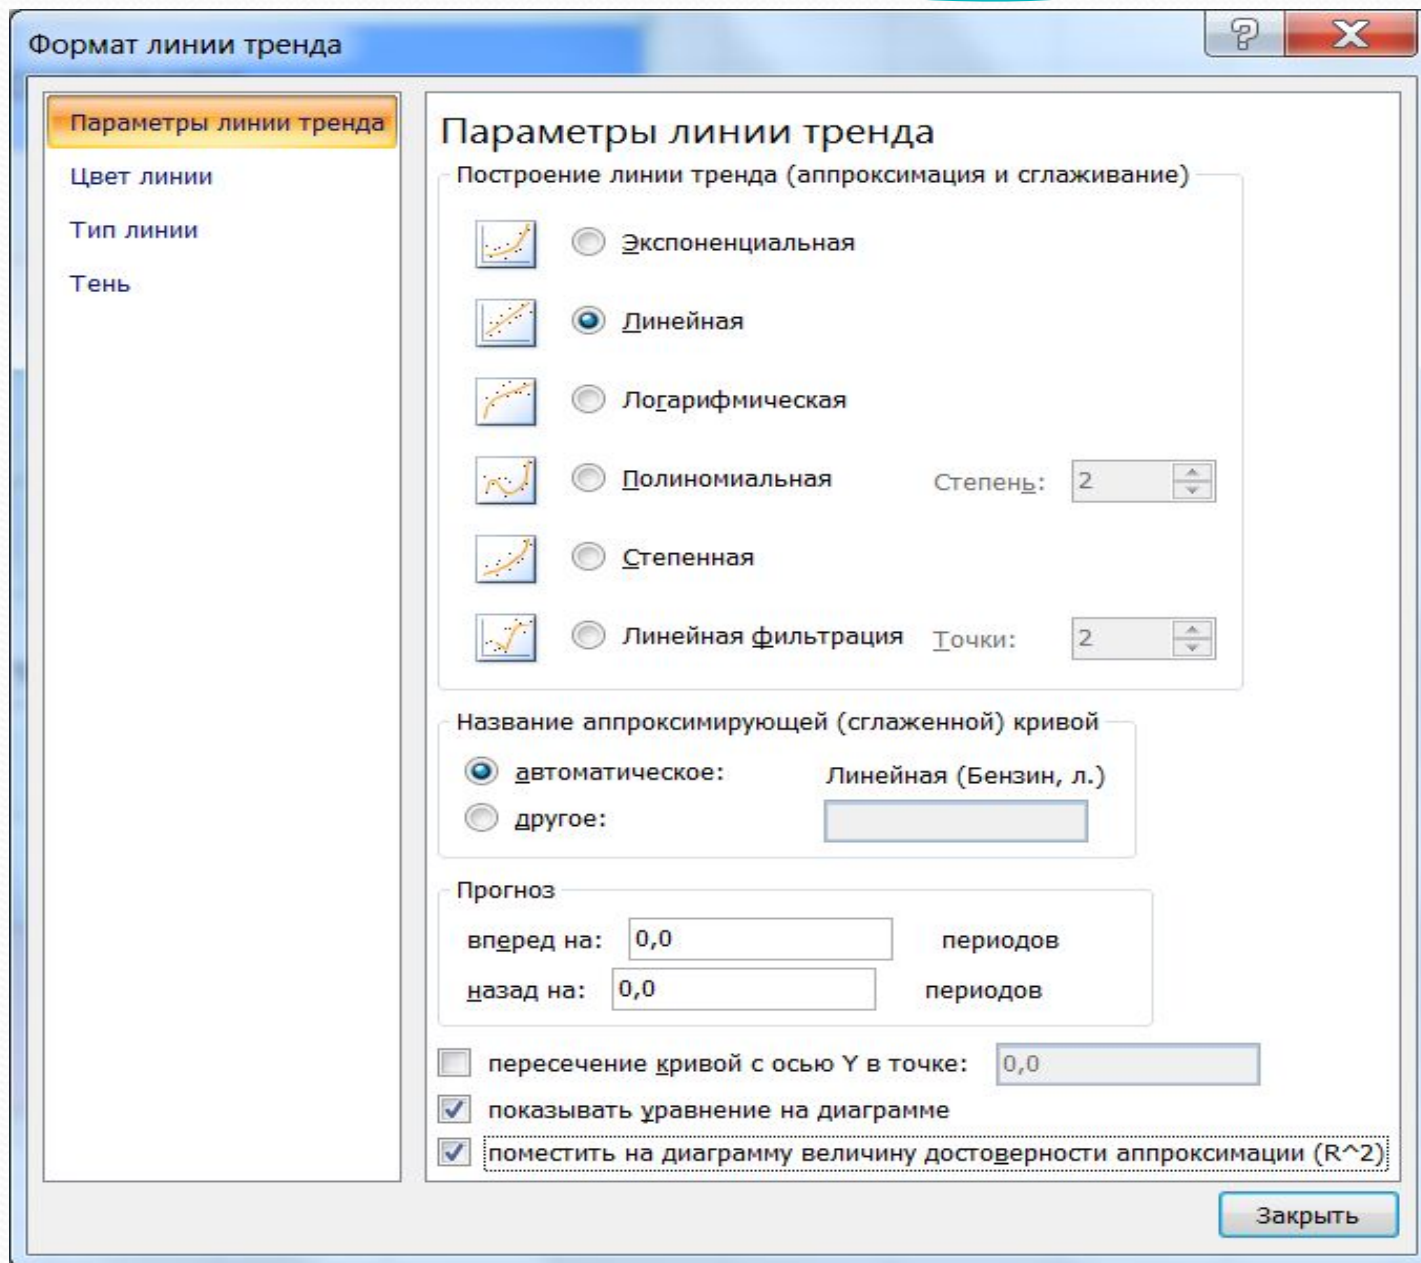 Формат линии тренда
Параметры линии тренда
Цвет линии
Тип линии
Тень
Параметры линии тренда
Построение линии тренда (аппроксимация и сглаживание)
Экспоненциальная
Линейная
Логарифмическая
Полиномиальная Степень: 2
Степенная
Линейная фильтрация Точки: 2
Название аппроксимирующей (сглаженной) кривой
автоматическое: Линейная (Бензин, л.)
другое:
Прогноз
вперед на: 0,0 периодов
назад на: 0,0 периодов
пересечение кривой с осью Y в точке: 0,0
показывать уравнение на диаграмме
поместить на диаграмму величину достоверности аппроксимации (R^2)
Закрыть